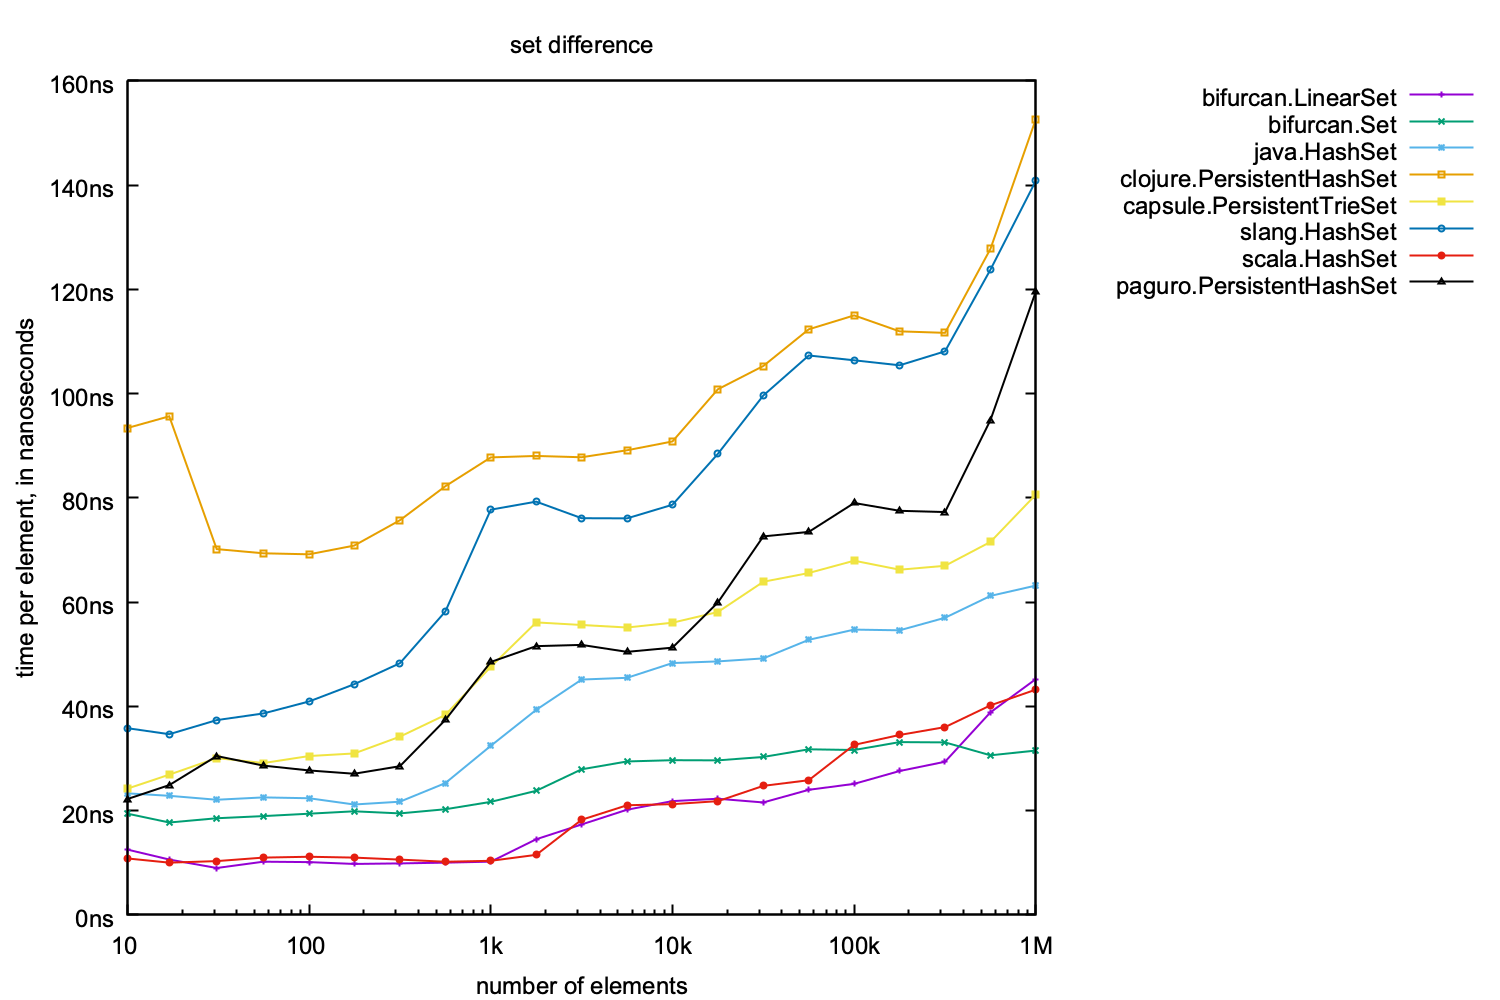 set difference
160ns
140ns
120ns
100ns
80ns
60ns
40ns
20ns
0ns
time per element, in nanoseconds
10
100
1k
10k
100k
1M
number of elements
bifurcan.LinearSet
bifurcan.Set
java.HashSet
clojure.PersistentHashSet
capsule.PersistentTrieSet
slang.HashSet
scala.HashSet
paguro.PersistentHashSet